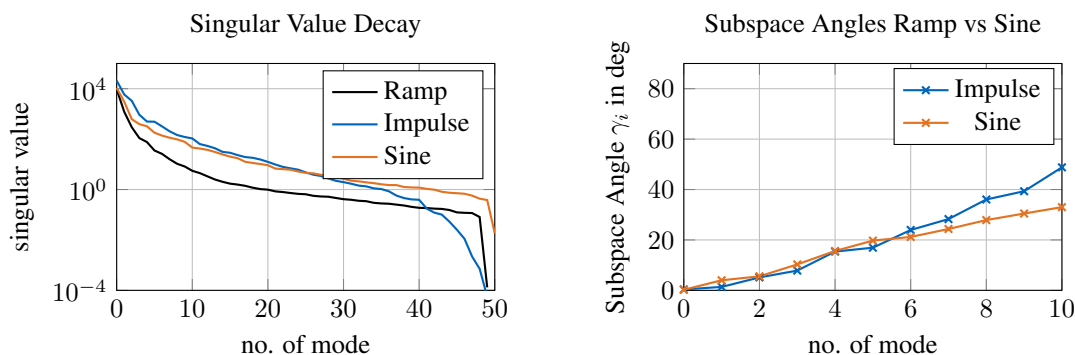 Singular Value Decay
singular value
10^4
10^0
10^−4
0 10 20 30 40 50
no. of mode
Ramp
Impulse
Sine
Subspace Angles Ramp vs Sine
Subspace Angle γ_i in deg
80
60
40
20
0
0 2 4 6 8 10
no. of mode
Impulse
Sine